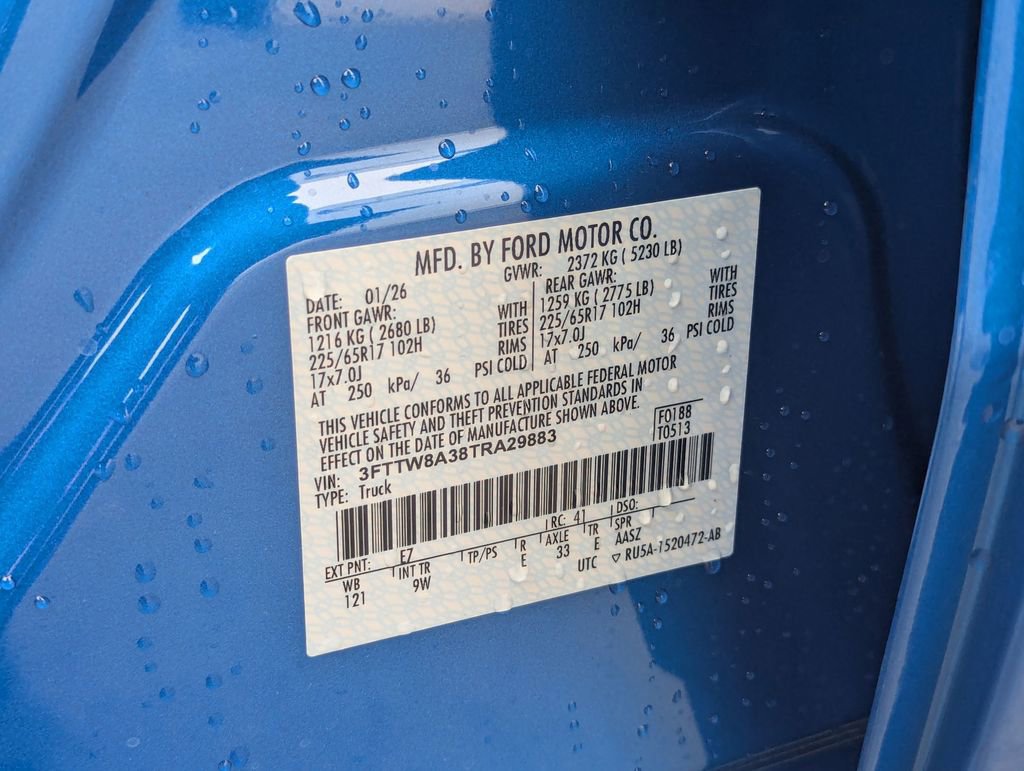 MFD. BY FORD MOTOR CO.
DATE: 01/26 GVWR: 2372 KG ( 5230 LB)
FRONT GAWR: REAR GAWR:
1216 KG ( 2680 LB) WITH 1259 KG ( 2775 LB) WITH
225/65R17 102H TIRES 225/65R17 102H TIRES
17x7.0J RIMS 17x7.0J RIMS
AT 250 kPa/ 36 PSI COLD AT 250 kPa/ 36 PSI COLD
THIS VEHICLE CONFORMS TO ALL APPLICABLE FEDERAL MOTOR
VEHICLE SAFETY AND THEFT PREVENTION STANDARDS IN
EFFECT ON THE DATE OF MANUFACTURE SHOWN ABOVE.
VIN: 3FTTW8A38TRA29883 F0188
TYPE: Truck T0513
EXT PNT: E7 RC: 41 DSO:
WB INT TR TP/PS R AXLE TR SPR
121 9W E 33 E AASZ
UTC ▽ RU5A-1520472-AB